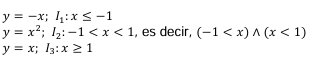 y = −x; I₁: x ≤ −1
y = x²; I₂: −1 < x < 1, es decir, (−1 < x) ∧ (x < 1)
y = x; I₃: x ≥ 1